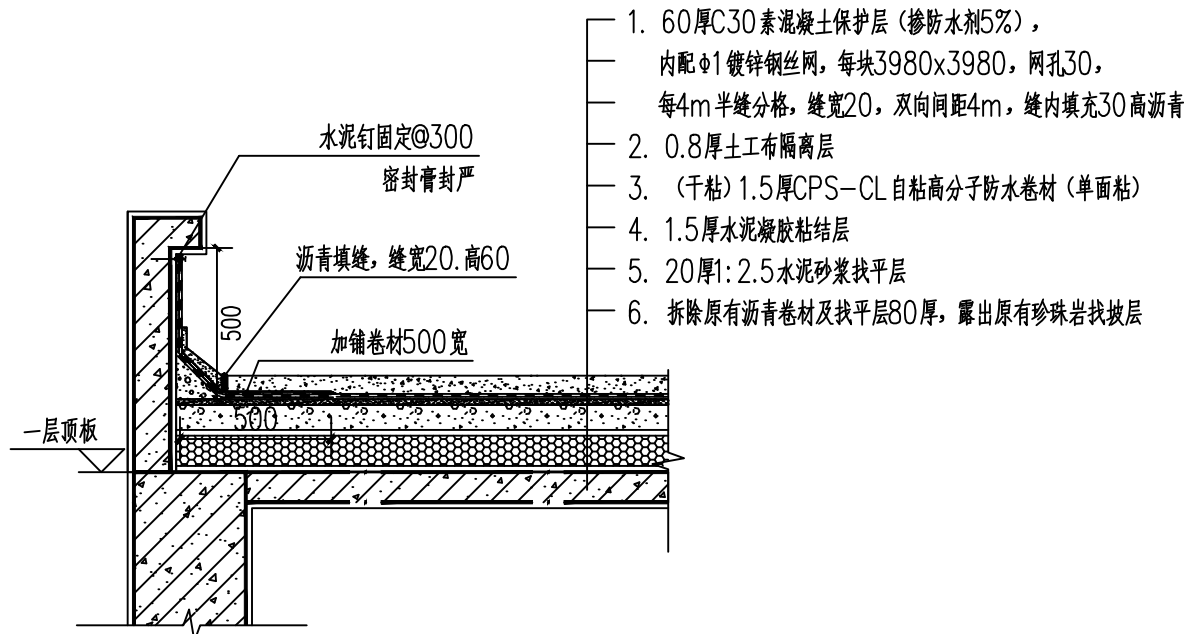 1. 60厚C30素混凝土保护层（掺防水剂5%），
内配Φ1镀锌钢丝网，每块3980x3980，网孔30，
每4m半缝分格，缝宽20，双向间距4m，缝内填充30高沥青
2. 0.8厚土工布隔离层
3. （干粘）1.5厚CPS-CL自粘高分子防水卷材（单面粘）
4. 1.5厚水泥凝胶粘结层
5. 20厚1:2.5水泥砂浆找平层
6. 拆除原有沥青卷材及找平层80厚，露出原有珍珠岩找坡层
水泥钉固定@300
密封膏封严
沥青填缝，缝宽20.高60
500
加铺卷材500宽
500
一层顶板